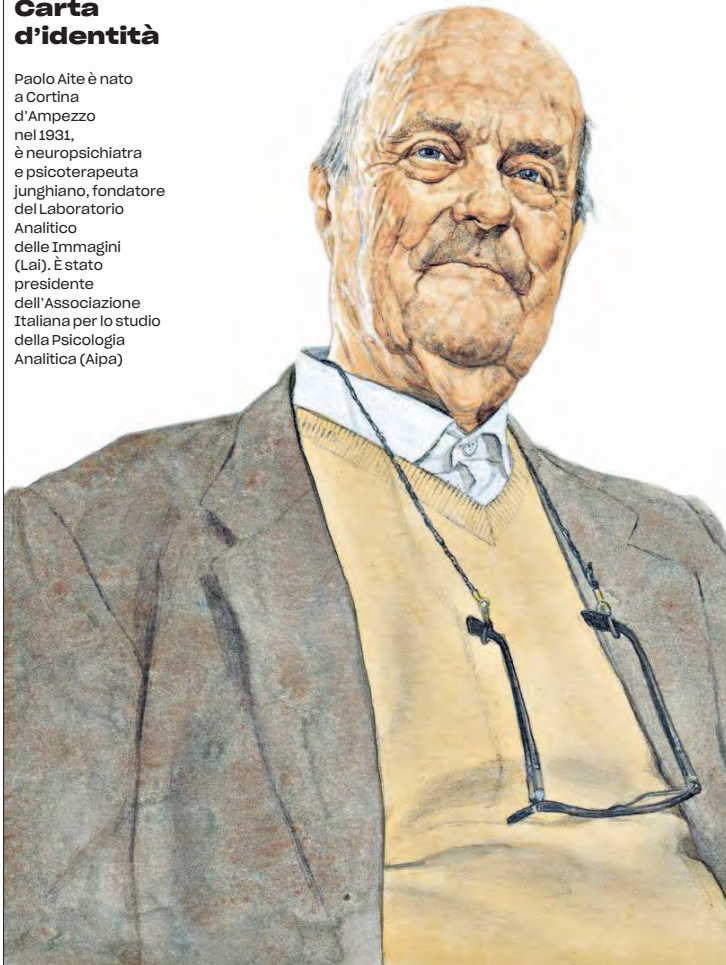 Carta
d’identità
Paolo Aite è nato
a Cortina
d’Ampezzo
nel 1931,
è neuropsichiatra
e psicoterapeuta
junghiano, fondatore
del Laboratorio
Analitico
delle Immagini
(Lai). È stato
presidente
dell’Associazione
Italiana per lo studio
della Psicologia
Analitica (Aipa)